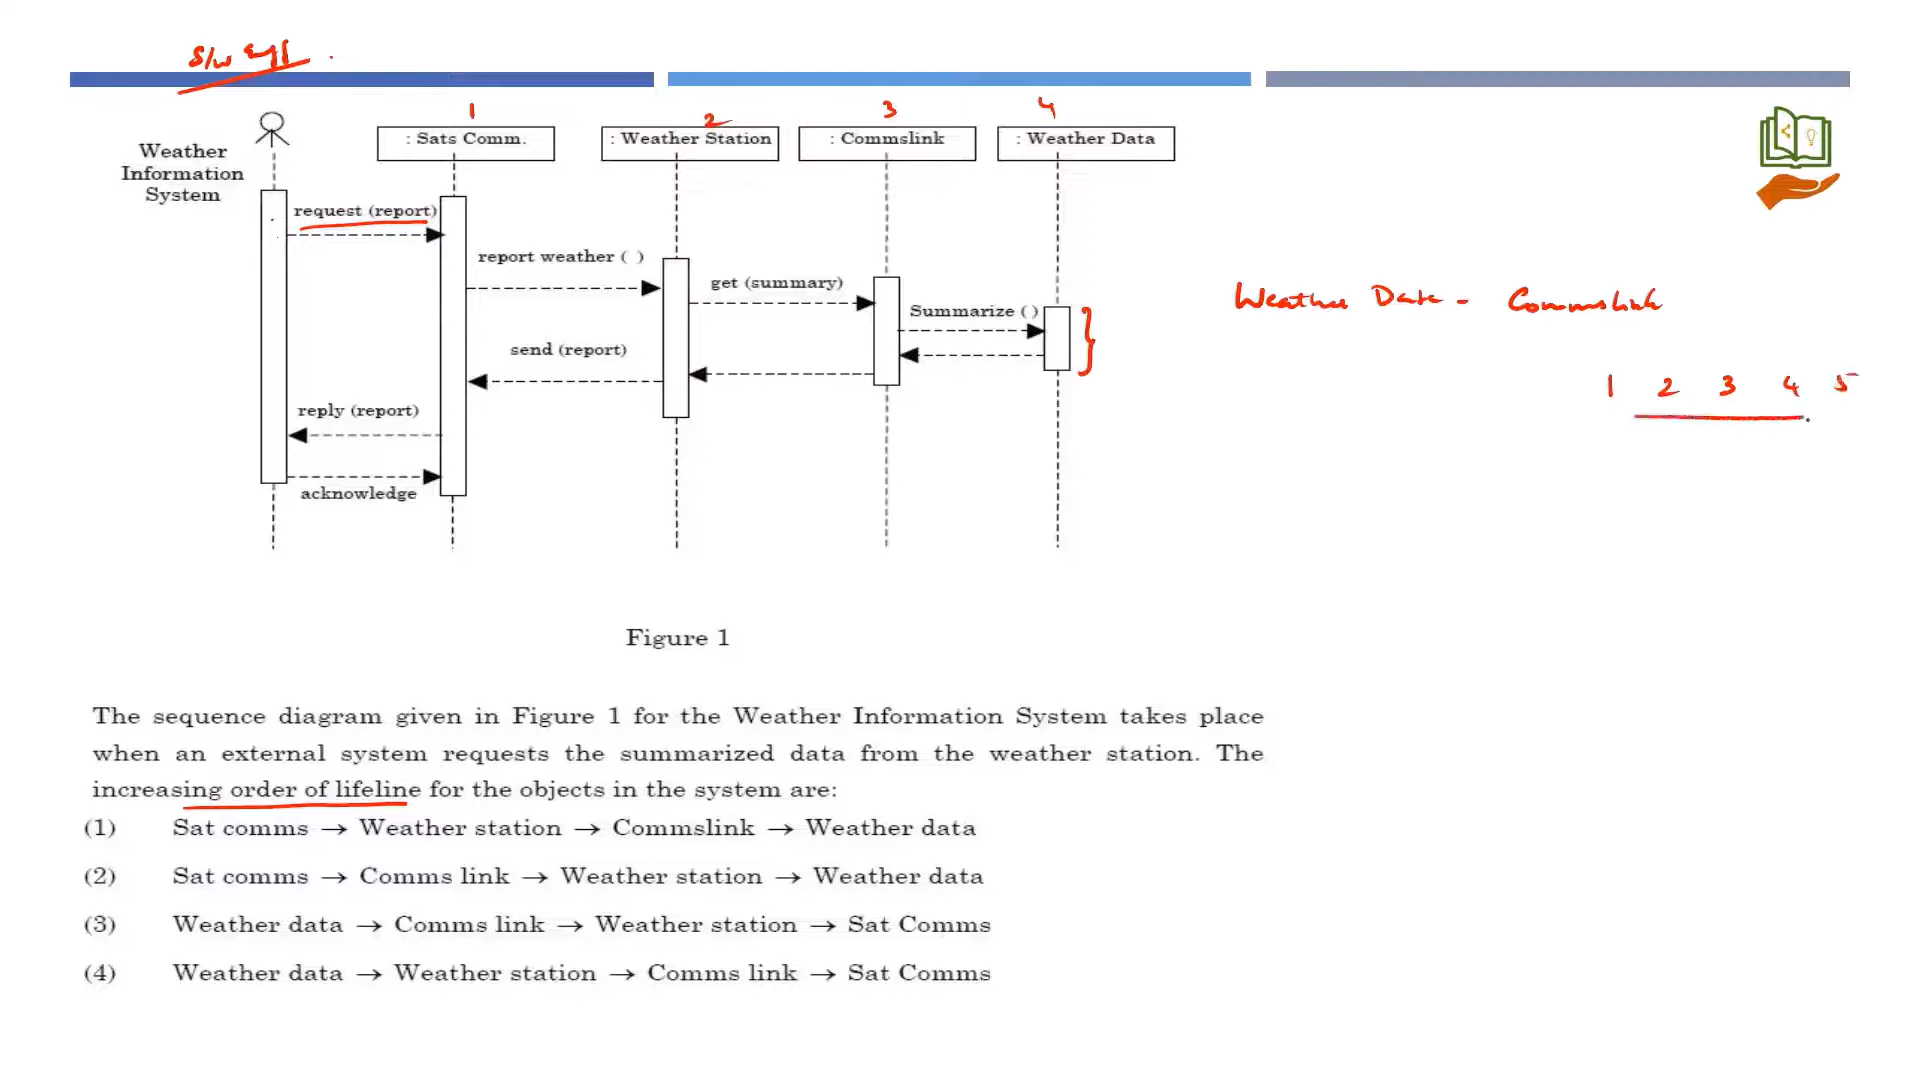 S/w Eng
1
2
3
4
: Sats Comm.
: Weather Station
: Commslink
: Weather Data
Weather
Information
System
request (report)
report weather ( )
get (summary)
Summarize ( )
send (report)
reply (report)
acknowledge
Weather Data - Commslink
1 2 3 4 5
Figure 1
The sequence diagram given in Figure 1 for the Weather Information System takes place
when an external system requests the summarized data from the weather station. The
increasing order of lifeline for the objects in the system are:
(1) Sat comms → Weather station → Commslink → Weather data
(2) Sat comms → Comms link → Weather station → Weather data
(3) Weather data → Comms link → Weather station → Sat Comms
(4) Weather data → Weather station → Comms link → Sat Comms